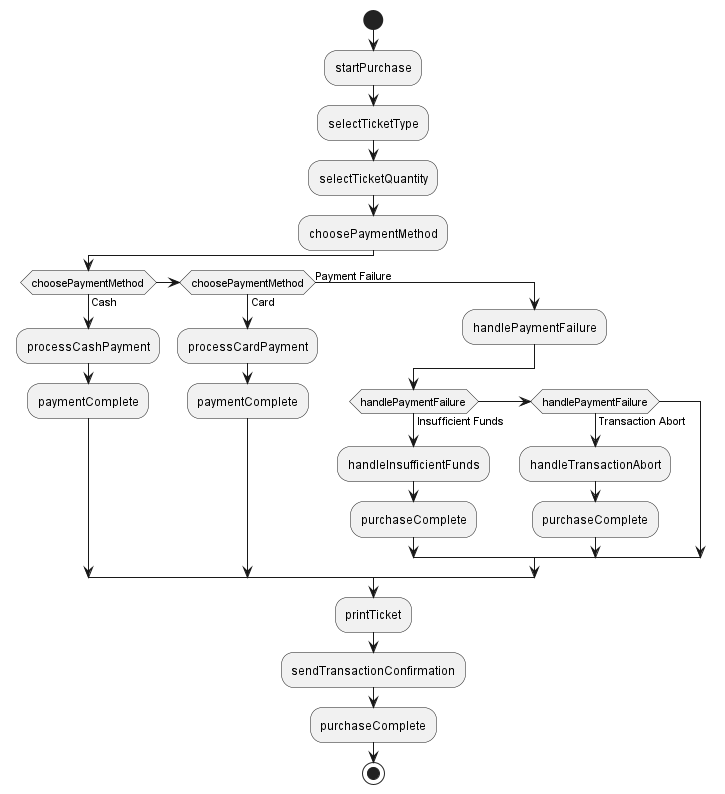 startPurchase
selectTicketType
selectTicketQuantity
choosePaymentMethod
choosePaymentMethod
choosePaymentMethod
Payment Failure
Cash
Card
processCashPayment
processCardPayment
handlePaymentFailure
paymentComplete
paymentComplete
handlePaymentFailure
handlePaymentFailure
Insufficient Funds
Transaction Abort
handleInsufficientFunds
handleTransactionAbort
purchaseComplete
purchaseComplete
printTicket
sendTransactionConfirmation
purchaseComplete